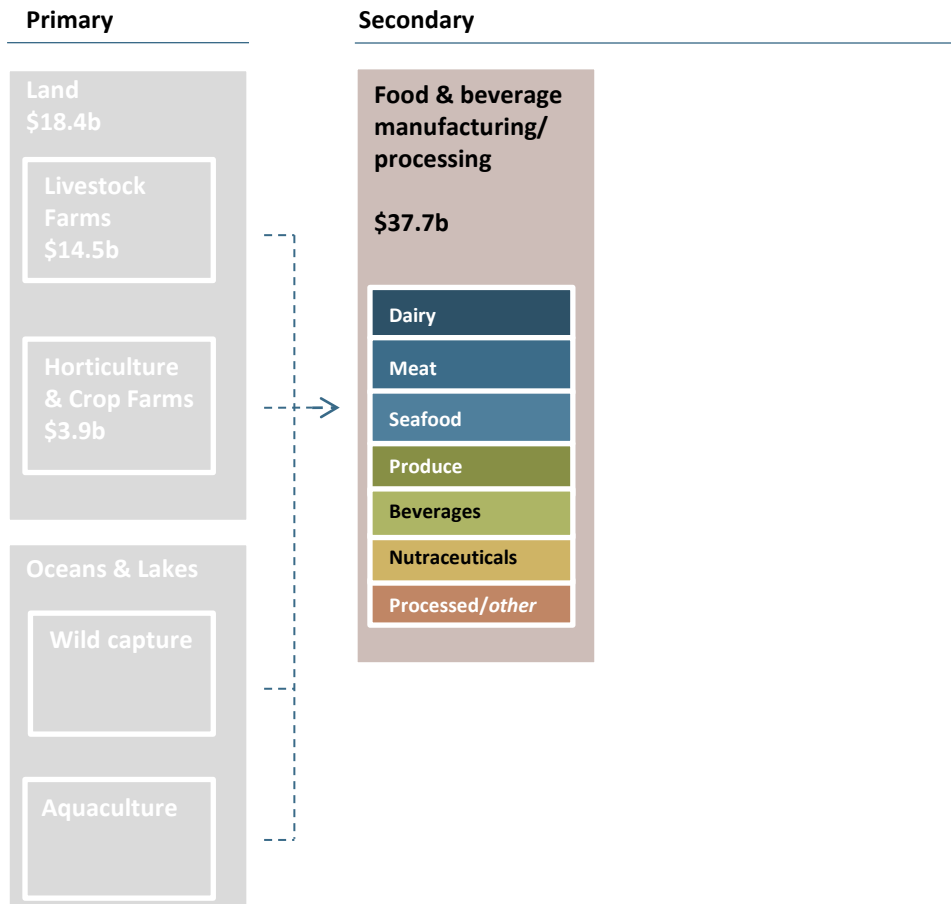 Primary
Secondary
Land
$18.4b
Livestock
Farms
$14.5b
Horticulture
& Crop Farms
$3.9b
Oceans & Lakes
Wild capture
Aquaculture
Food & beverage
manufacturing/
processing
$37.7b
Dairy
Meat
Seafood
Produce
Beverages
Nutraceuticals
Processed/other